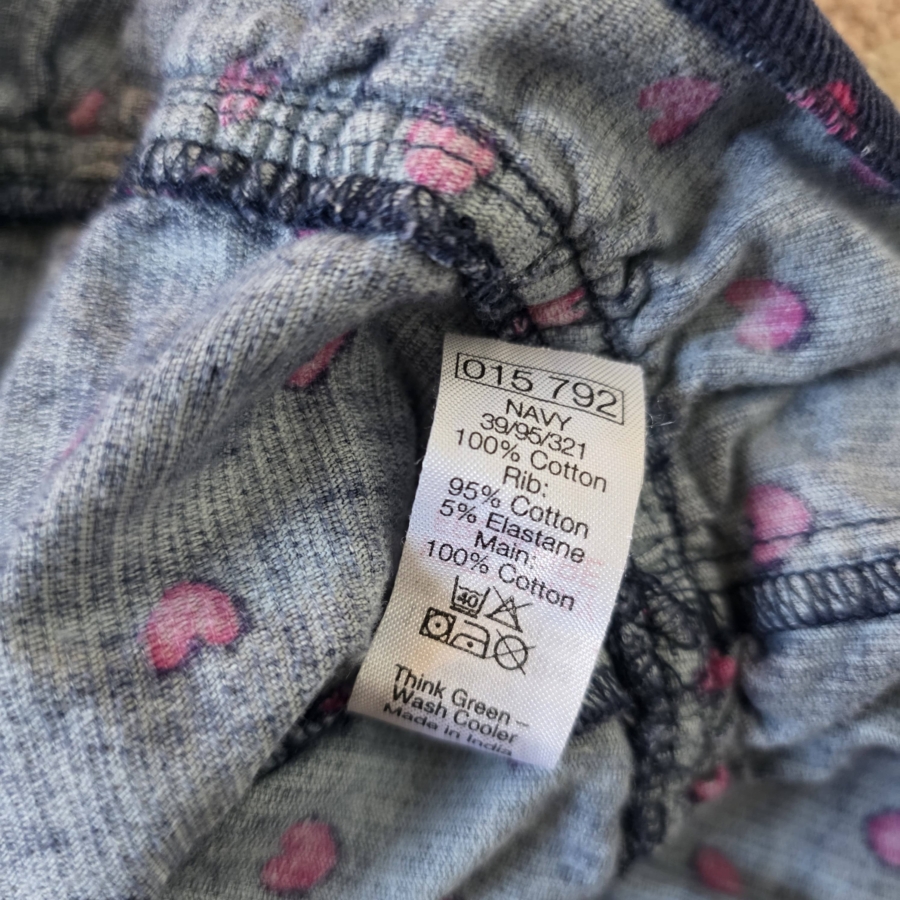 015 792
NAVY
39/95/321
100% Cotton
Rib:
95% Cotton
5% Elastane
Main:
100% Cotton
40
Think Green –
Wash Cooler
Made in India